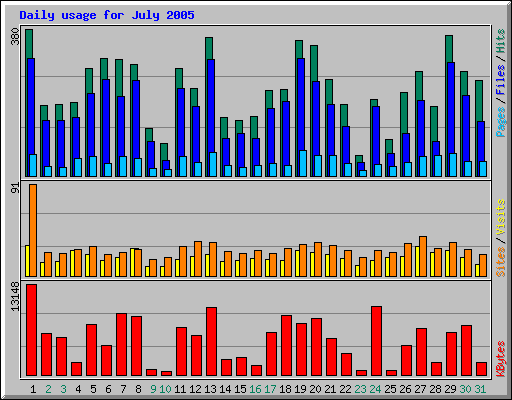 Daily usage for July 2005
380
Pages / Files / Hits
91
Sites / Visits
13148
KBytes
1 2 3 4 5 6 7 8 9 10 11 12 13 14 15 16 17 18 19 20 21 22 23 24 25 26 27 28 29 30 31